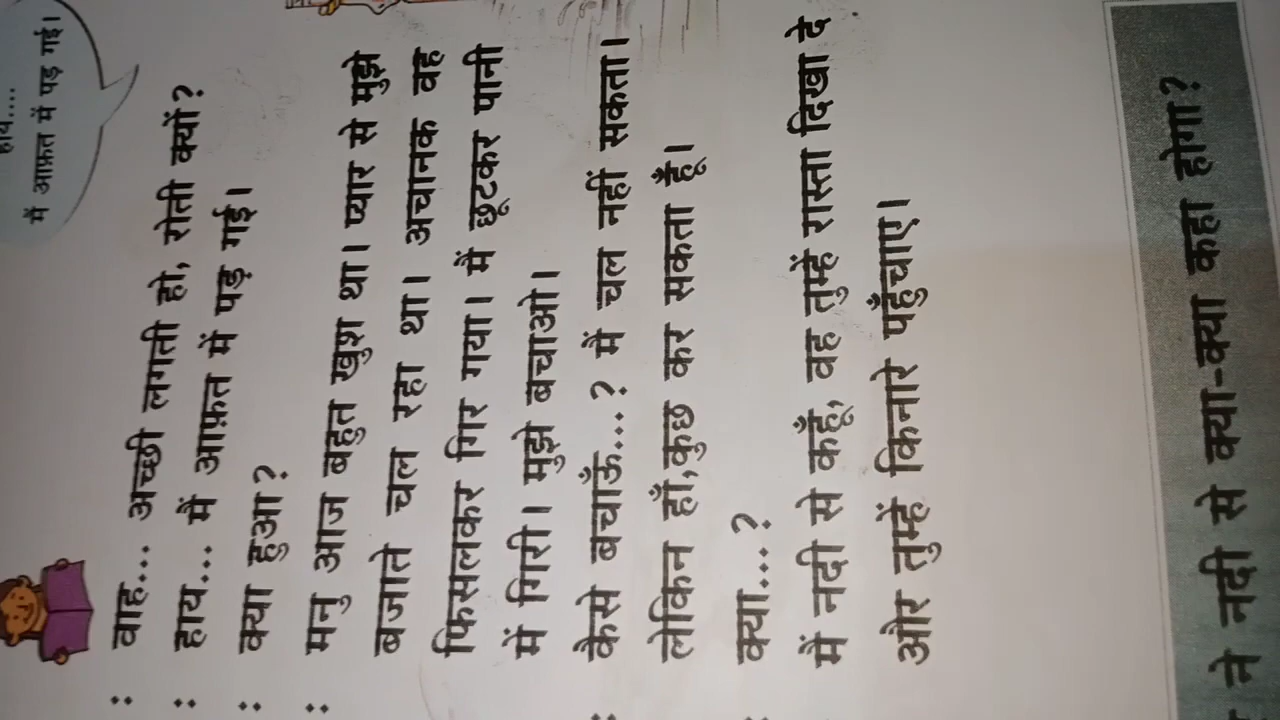 हाय....
मैं आफ़त में पड़ गई।
: वाह... अच्छी लगती हो, रोती क्यों?
: हाय... मैं आफ़त में पड़ गई।
: क्या हुआ?
: मनु आज बहुत खुश था। प्यार से मुझे
बजाते चल रहा था। अचानक वह
फिसलकर गिर गया। मैं छूटकर पानी
में गिरी। मुझे बचाओ।
: कैसे बचाऊँ...? मैं चल नहीं सकता।
लेकिन हाँ,कुछ कर सकता हूँ।
: क्या...?
: मैं नदी से कहूँ, वह तुम्हें रास्ता दिखा दे
और तुम्हें किनारे पहुँचाए।
ने नदी से क्या-क्या कहा होगा?